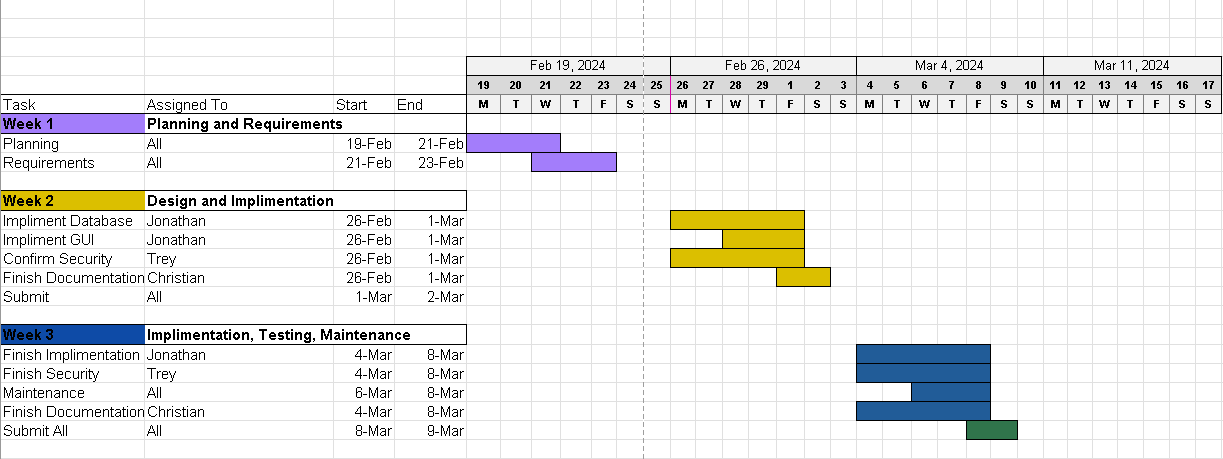 Feb 19, 2024 Feb 26, 2024 Mar 4, 2024 Mar 11, 2024
19 20 21 22 23 24 25 26 27 28 29 1 2 3 4 5 6 7 8 9 10 11 12 13 14 15 16 17
Task Assigned To Start End M T W T F S S M T W T F S S M T W T F S S M T W T F S S
Week 1 Planning and Requirements
Planning All 19-Feb 21-Feb
Requirements All 21-Feb 23-Feb
Week 2 Design and Implimentation
Impliment Database Jonathan 26-Feb 1-Mar
Impliment GUI Jonathan 26-Feb 1-Mar
Confirm Security Trey 26-Feb 1-Mar
Finish Documentation Christian 26-Feb 1-Mar
Submit All 1-Mar 2-Mar
Week 3 Implimentation, Testing, Maintenance
Finish Implimentation Jonathan 4-Mar 8-Mar
Finish Security Trey 4-Mar 8-Mar
Maintenance All 6-Mar 8-Mar
Finish Documentation Christian 4-Mar 8-Mar
Submit All All 8-Mar 9-Mar